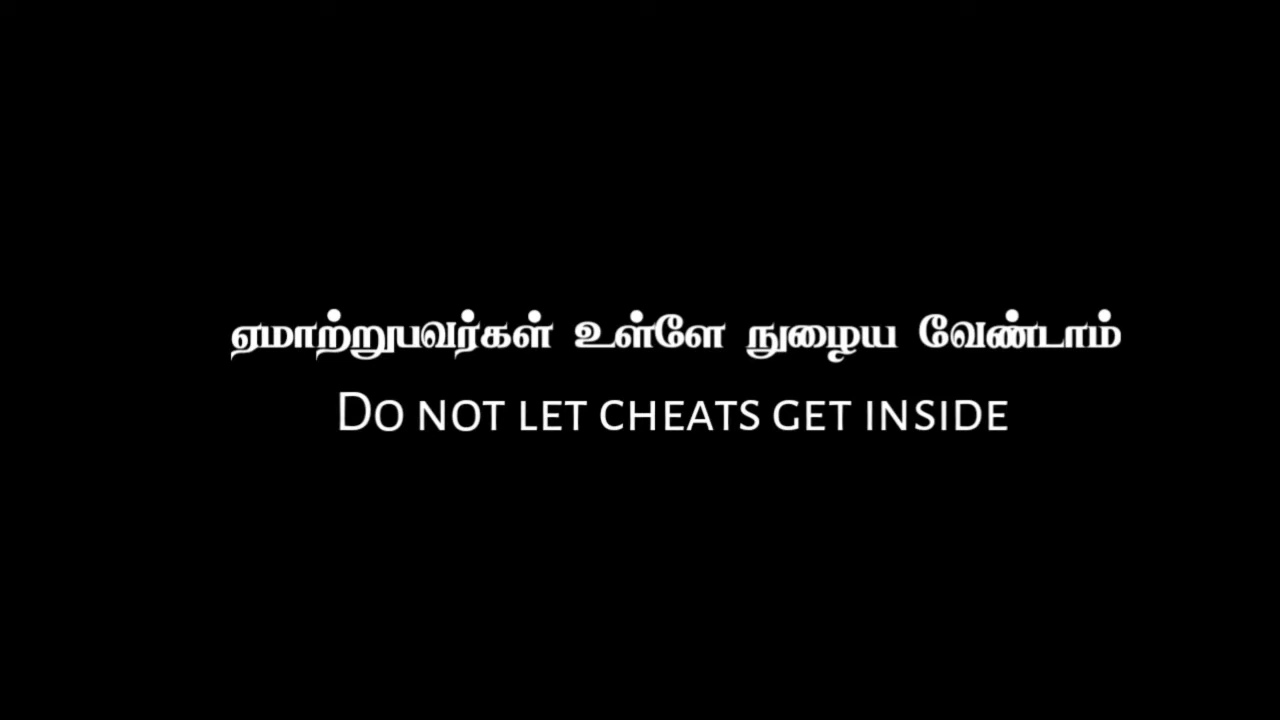 ஏமாற்றுபவர்கள் உள்ளே நுழைய வேண்டாம்
Do not let cheats get inside